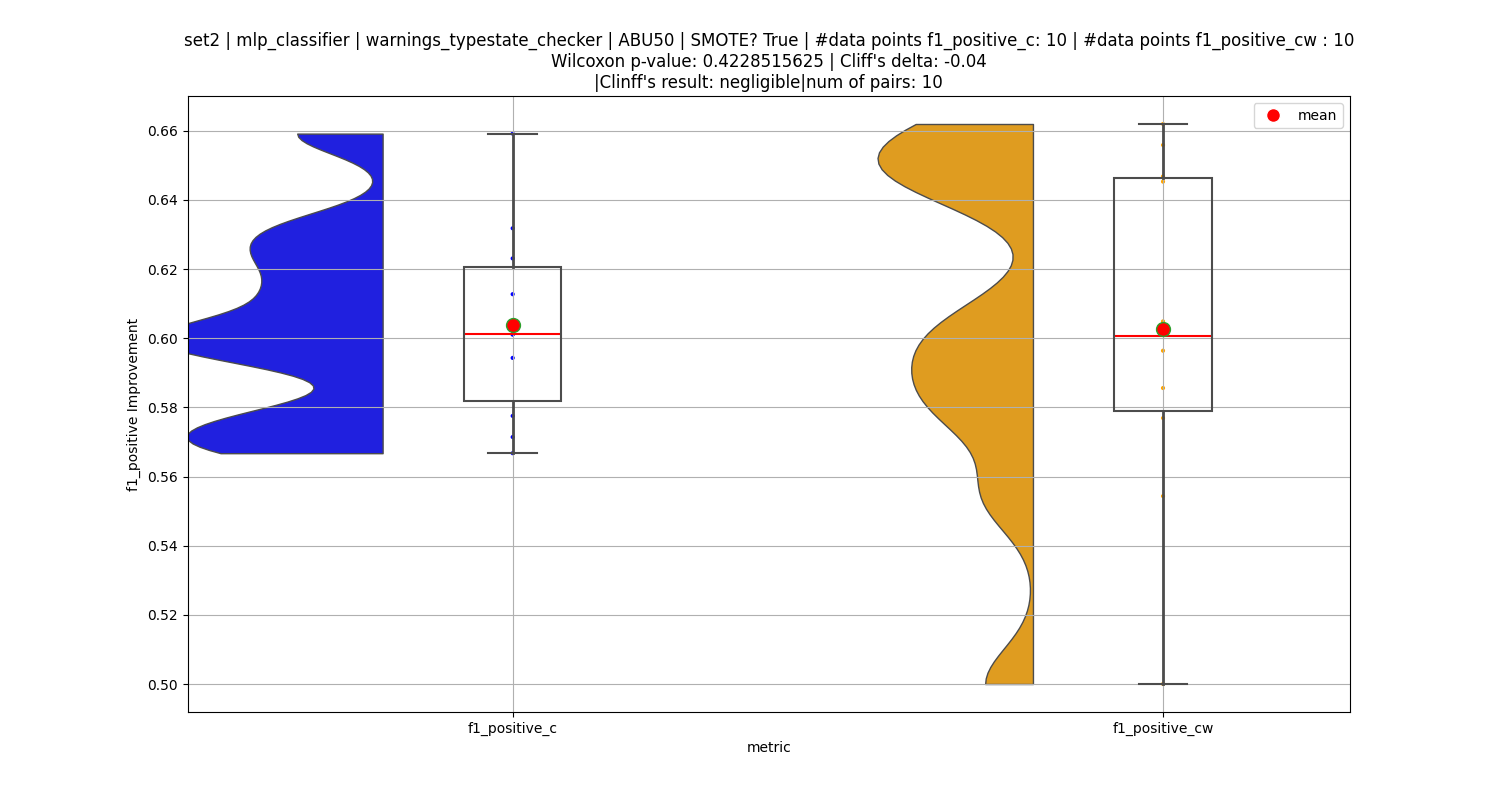 set2 | mlp_classifier | warnings_typestate_checker | ABU50 | SMOTE? True | #data points f1_positive_c: 10 | #data points f1_positive_cw : 10
Wilcoxon p-value: 0.4228515625 | Cliff's delta: -0.04
|Clinff's result: negligible|num of pairs: 10
mean
f1_positive Improvement
0.66
0.64
0.62
0.60
0.58
0.56
0.54
0.52
0.50
f1_positive_c
f1_positive_cw
metric